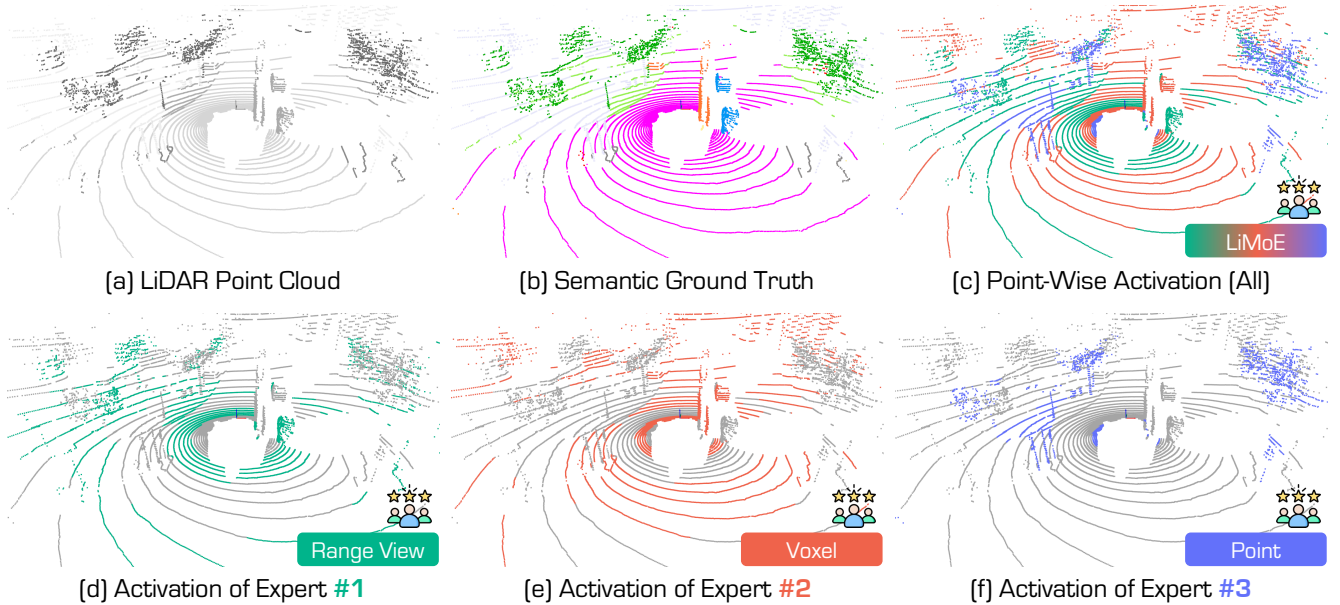 LiMoE
(a) LiDAR Point Cloud
(b) Semantic Ground Truth
(c) Point-Wise Activation (All)
Range View
Voxel
Point
(d) Activation of Expert #1
(e) Activation of Expert #2
(f) Activation of Expert #3